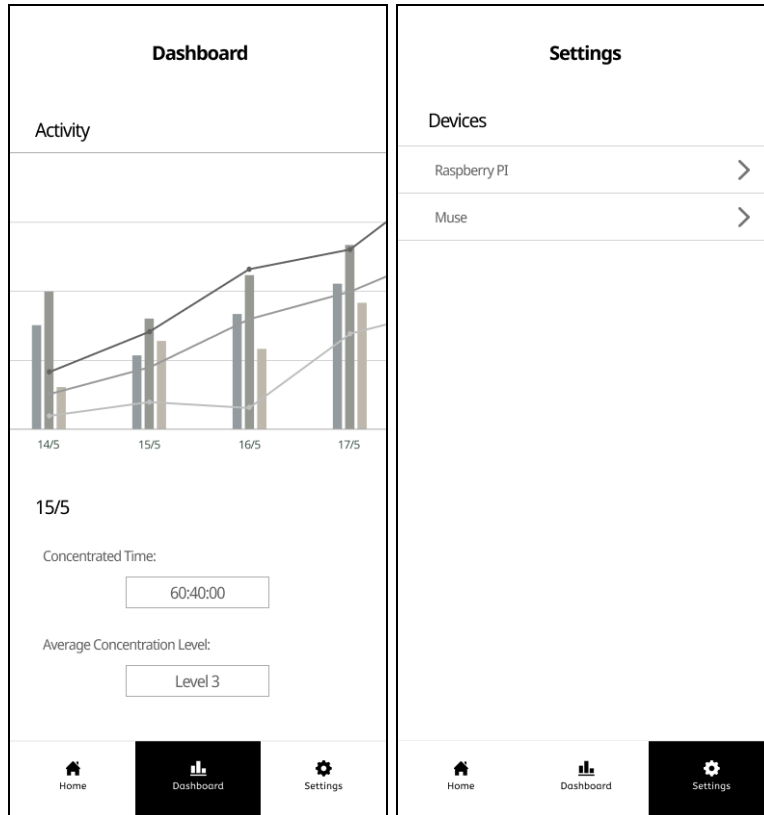 Dashboard
Activity
14/5 15/5 16/5 17/5
15/5
Concentrated Time:
60:40:00
Average Concentration Level:
Level 3
Home Dashboard Settings
Settings
Devices
Raspberry PI
Muse
Home Dashboard Settings